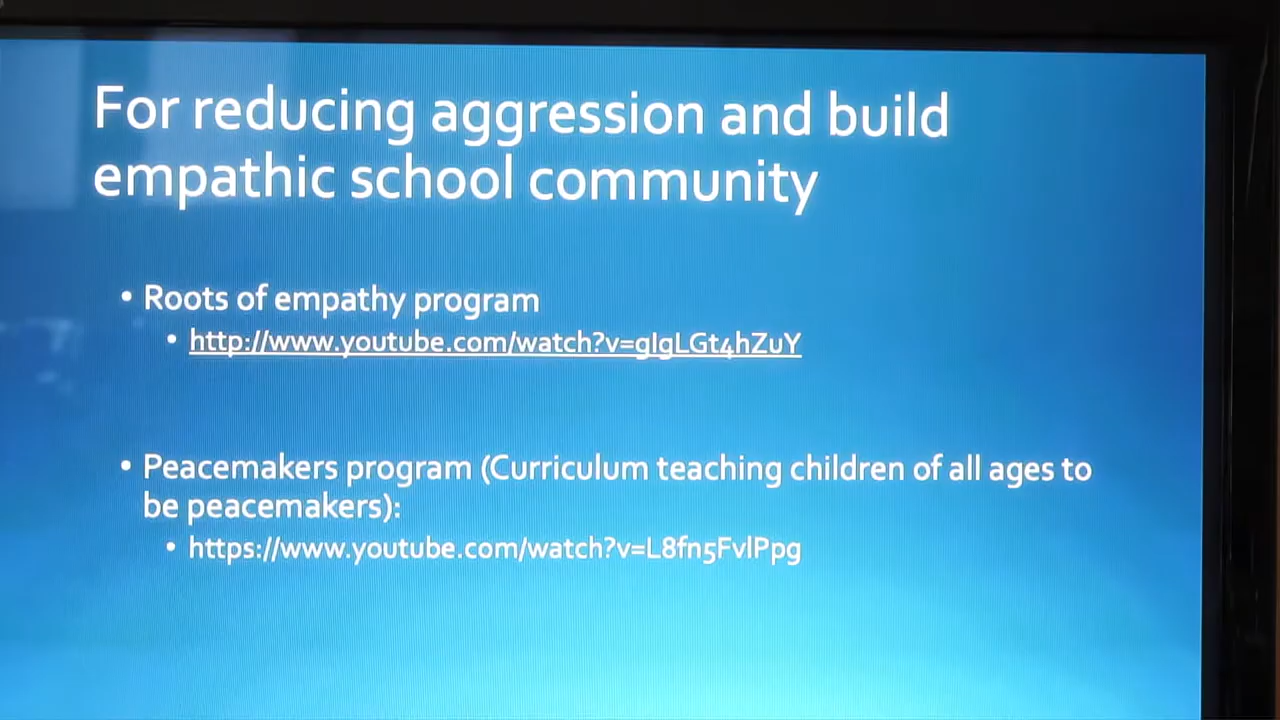 For reducing aggression and build
empathic school community
• Roots of empathy program
• http://www.youtube.com/watch?v=gIgLGt4hZuY
• Peacemakers program (Curriculum teaching children of all ages to
be peacemakers):
• https://www.youtube.com/watch?v=L8fn5FvlPpg